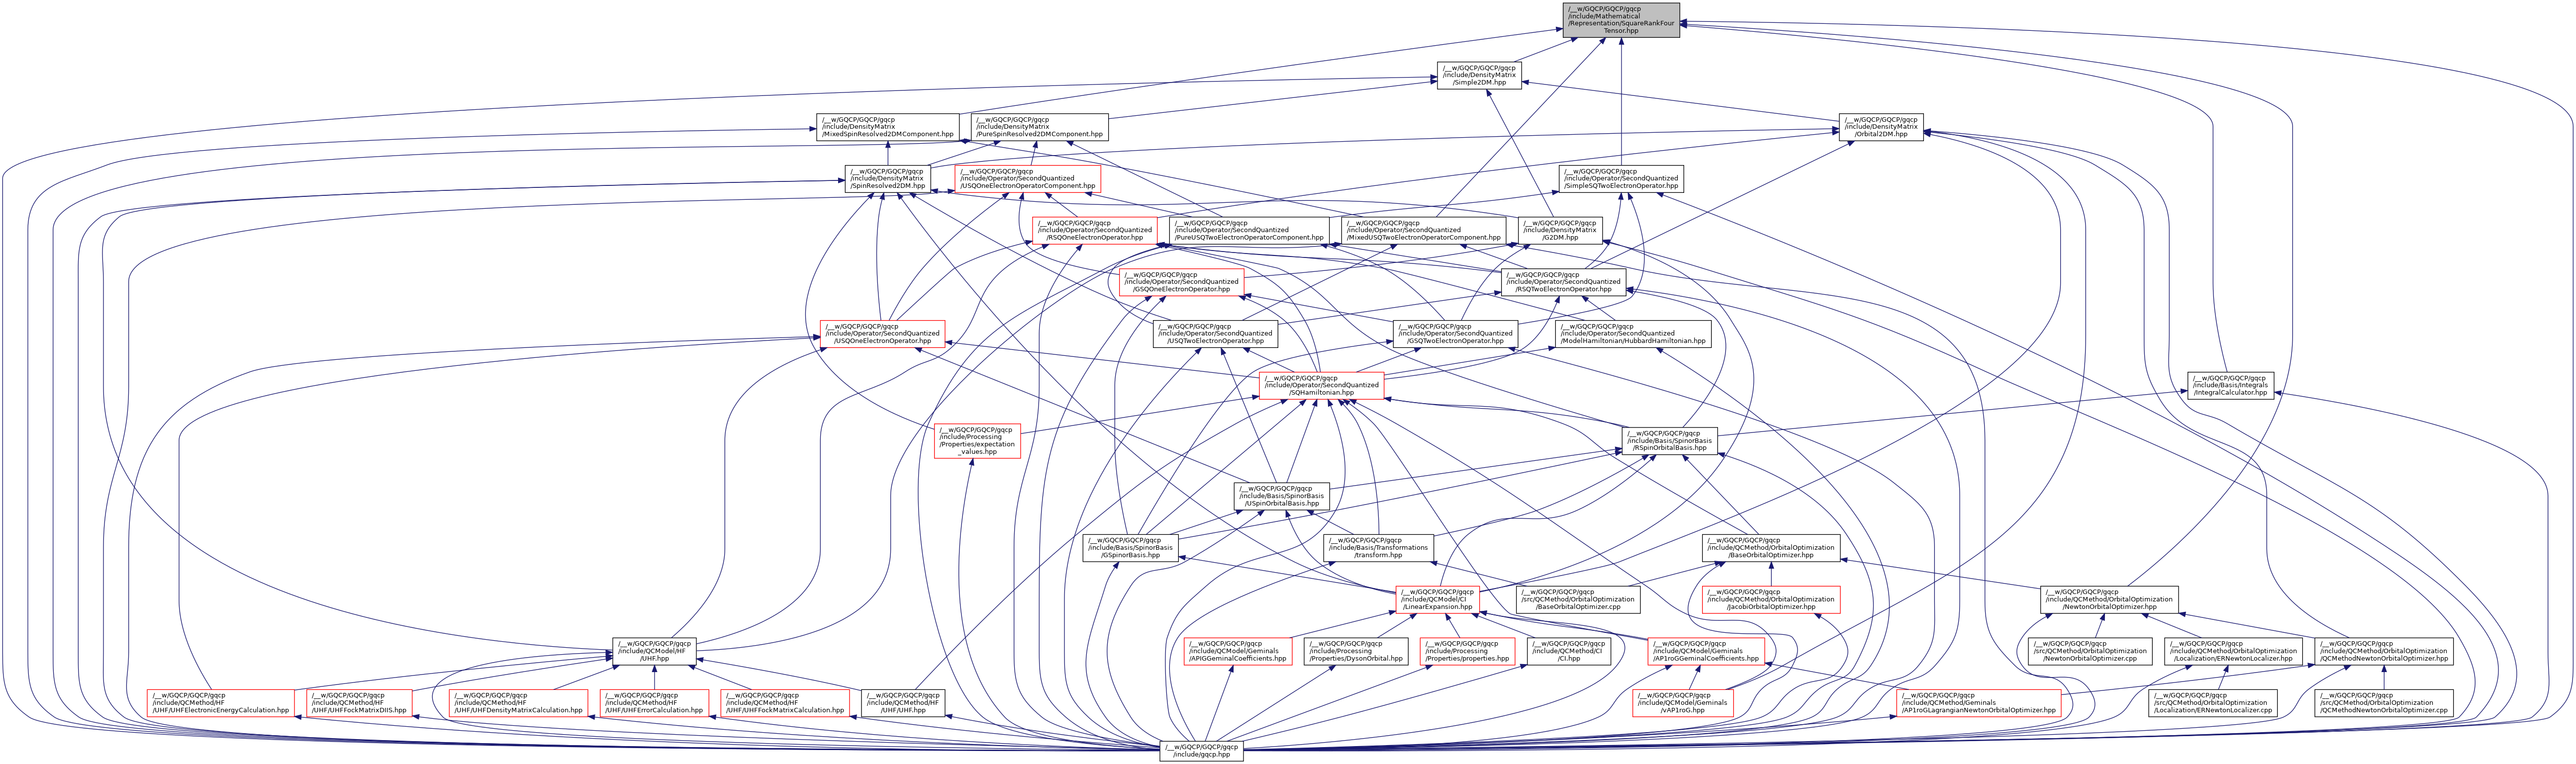 /__w/GQCP/GQCP/gqcp
/include/Mathematical
/Representation/SquareRankFour
Tensor.hpp
/__w/GQCP/GQCP/gqcp
/include/DensityMatrix
/Simple2DM.hpp
/__w/GQCP/GQCP/gqcp
/include/DensityMatrix
/MixedSpinResolved2DMComponent.hpp
/__w/GQCP/GQCP/gqcp
/include/DensityMatrix
/PureSpinResolved2DMComponent.hpp
/__w/GQCP/GQCP/gqcp
/include/DensityMatrix
/Orbital2DM.hpp
/__w/GQCP/GQCP/gqcp
/include/DensityMatrix
/SpinResolved2DM.hpp
/__w/GQCP/GQCP/gqcp
/include/Operator/SecondQuantized
/USQOneElectronOperatorComponent.hpp
/__w/GQCP/GQCP/gqcp
/include/Operator/SecondQuantized
/SimpleSQTwoElectronOperator.hpp
/__w/GQCP/GQCP/gqcp
/include/Operator/SecondQuantized
/RSQOneElectronOperator.hpp
/__w/GQCP/GQCP/gqcp
/include/Operator/SecondQuantized
/PureUSQTwoElectronOperatorComponent.hpp
/__w/GQCP/GQCP/gqcp
/include/Operator/SecondQuantized
/MixedUSQTwoElectronOperatorComponent.hpp
/__w/GQCP/GQCP/gqcp
/include/DensityMatrix
/G2DM.hpp
/__w/GQCP/GQCP/gqcp
/include/Operator/SecondQuantized
/GSQOneElectronOperator.hpp
/__w/GQCP/GQCP/gqcp
/include/Operator/SecondQuantized
/RSQTwoElectronOperator.hpp
/__w/GQCP/GQCP/gqcp
/include/Operator/SecondQuantized
/USQOneElectronOperator.hpp
/__w/GQCP/GQCP/gqcp
/include/Operator/SecondQuantized
/USQTwoElectronOperator.hpp
/__w/GQCP/GQCP/gqcp
/include/Operator/SecondQuantized
/GSQTwoElectronOperator.hpp
/__w/GQCP/GQCP/gqcp
/include/Operator/SecondQuantized
/ModelHamiltonian/HubbardHamiltonian.hpp
/__w/GQCP/GQCP/gqcp
/include/Operator/SecondQuantized
/SQHamiltonian.hpp
/__w/GQCP/GQCP/gqcp
/include/Basis/Integrals
/IntegralCalculator.hpp
/__w/GQCP/GQCP/gqcp
/include/Processing
/Properties/expectation
_values.hpp
/__w/GQCP/GQCP/gqcp
/include/Basis/SpinorBasis
/RSpinOrbitalBasis.hpp
/__w/GQCP/GQCP/gqcp
/include/Basis/SpinorBasis
/USpinOrbitalBasis.hpp
/__w/GQCP/GQCP/gqcp
/include/Basis/SpinorBasis
/GSpinorBasis.hpp
/__w/GQCP/GQCP/gqcp
/include/Basis/Transformations
/transform.hpp
/__w/GQCP/GQCP/gqcp
/include/QCMethod/OrbitalOptimization
/BaseOrbitalOptimizer.hpp
/__w/GQCP/GQCP/gqcp
/include/QCModel/CI
/LinearExpansion.hpp
/__w/GQCP/GQCP/gqcp
/src/QCMethod/OrbitalOptimization
/BaseOrbitalOptimizer.cpp
/__w/GQCP/GQCP/gqcp
/include/QCMethod/OrbitalOptimization
/JacobiOrbitalOptimizer.hpp
/__w/GQCP/GQCP/gqcp
/include/QCMethod/OrbitalOptimization
/NewtonOrbitalOptimizer.hpp
/__w/GQCP/GQCP/gqcp
/include/QCModel/HF
/UHF.hpp
/__w/GQCP/GQCP/gqcp
/include/QCModel/Geminals
/APIGGeminalCoefficients.hpp
/__w/GQCP/GQCP/gqcp
/include/Processing
/Properties/DysonOrbital.hpp
/__w/GQCP/GQCP/gqcp
/include/Processing
/Properties/properties.hpp
/__w/GQCP/GQCP/gqcp
/include/QCMethod/CI
/CI.hpp
/__w/GQCP/GQCP/gqcp
/include/QCModel/Geminals
/AP1roGGeminalCoefficients.hpp
/__w/GQCP/GQCP/gqcp
/src/QCMethod/OrbitalOptimization
/NewtonOrbitalOptimizer.cpp
/__w/GQCP/GQCP/gqcp
/include/QCMethod/OrbitalOptimization
/Localization/ERNewtonLocalizer.hpp
/__w/GQCP/GQCP/gqcp
/include/QCMethod/OrbitalOptimization
/QCMethodNewtonOrbitalOptimizer.hpp
/__w/GQCP/GQCP/gqcp
/include/QCMethod/HF
/UHF/UHFElectronicEnergyCalculation.hpp
/__w/GQCP/GQCP/gqcp
/include/QCMethod/HF
/UHF/UHFFockMatrixDIIS.hpp
/__w/GQCP/GQCP/gqcp
/include/QCMethod/HF
/UHF/UHFDensityMatrixCalculation.hpp
/__w/GQCP/GQCP/gqcp
/include/QCMethod/HF
/UHF/UHFErrorCalculation.hpp
/__w/GQCP/GQCP/gqcp
/include/QCMethod/HF
/UHF/UHFFockMatrixCalculation.hpp
/__w/GQCP/GQCP/gqcp
/include/QCMethod/HF
/UHF/UHF.hpp
/__w/GQCP/GQCP/gqcp
/include/QCModel/Geminals
/vAP1roG.hpp
/__w/GQCP/GQCP/gqcp
/include/QCMethod/Geminals
/AP1roGLagrangianNewtonOrbitalOptimizer.hpp
/__w/GQCP/GQCP/gqcp
/src/QCMethod/OrbitalOptimization
/Localization/ERNewtonLocalizer.cpp
/__w/GQCP/GQCP/gqcp
/src/QCMethod/OrbitalOptimization
/QCMethodNewtonOrbitalOptimizer.cpp
/__w/GQCP/GQCP/gqcp
/include/gqcp.hpp